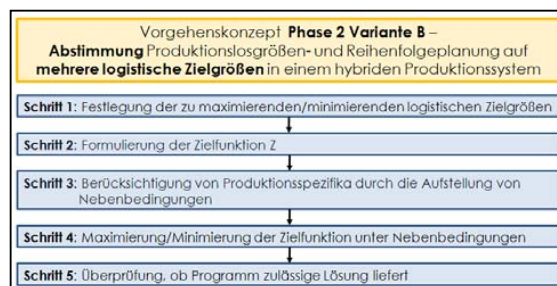 Vorgehenskonzept Phase 2 Variante B –
Abstimmung Produktionslosgrößen- und Reihenfolgeplanung auf
mehrere logistische Zielgrößen in einem hybriden Produktionssystem
Schritt 1: Festlegung der zu maximierenden/minimierenden logistischen Zielgrößen
Schritt 2: Formulierung der Zielfunktion Z
Schritt 3: Berücksichtigung von Produktionsspezifika durch die Aufstellung von
Nebenbedingungen
Schritt 4: Maximierung/Minimierung der Zielfunktion unter Nebenbedingungen
Schritt 5: Überprüfung, ob Programm zulässige Lösung liefert